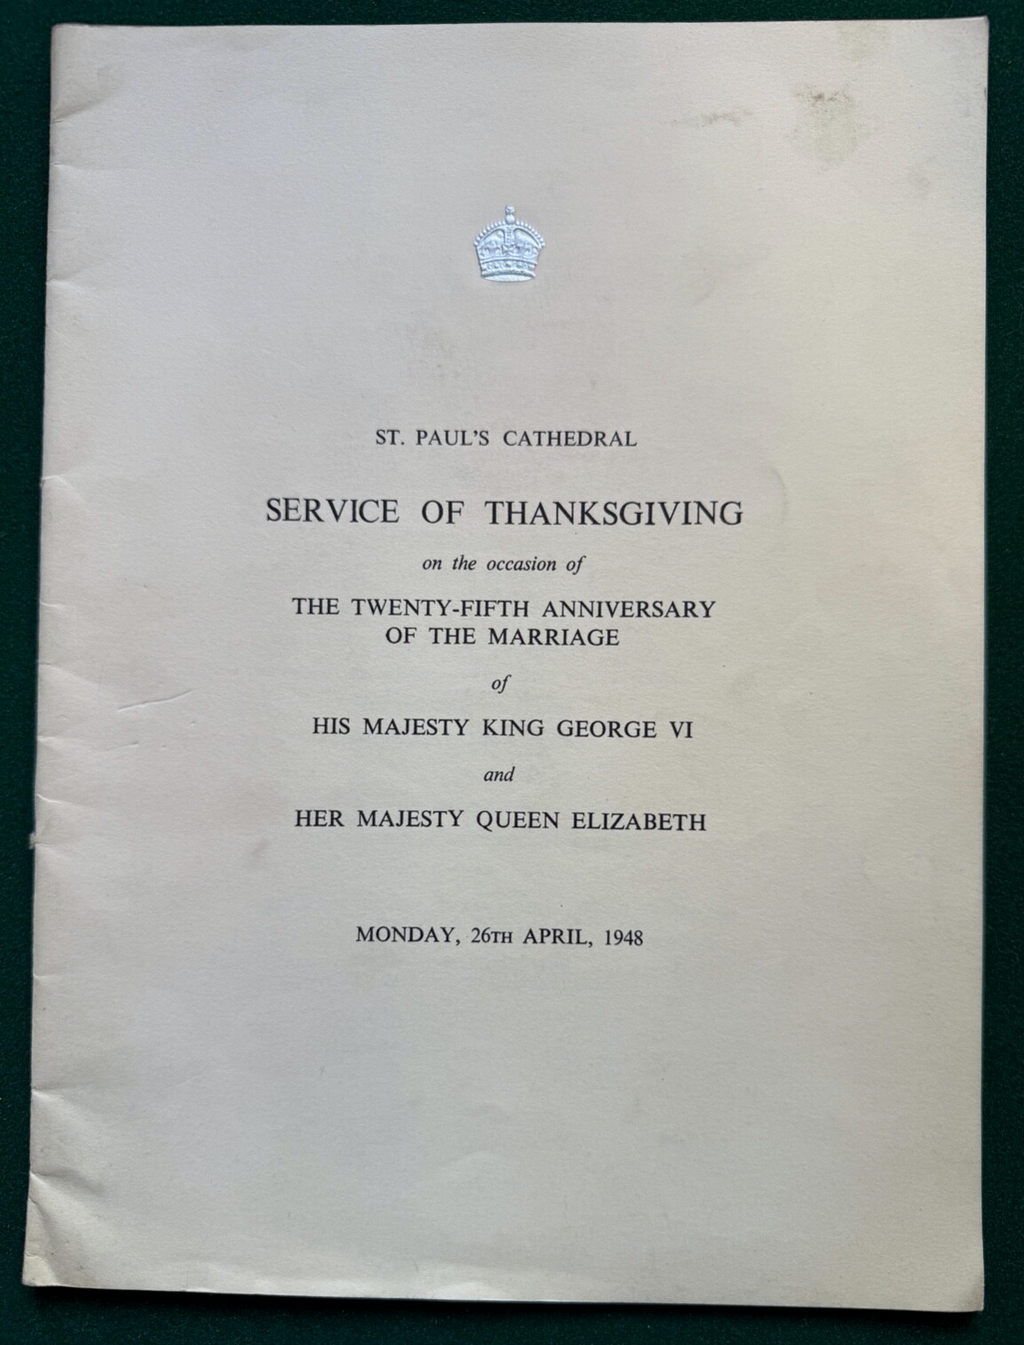 ST. PAUL'S CATHEDRAL
SERVICE OF THANKSGIVING
on the occasion of
THE TWENTY-FIFTH ANNIVERSARY
OF THE MARRIAGE
of
HIS MAJESTY KING GEORGE VI
and
HER MAJESTY QUEEN ELIZABETH
MONDAY, 26TH APRIL, 1948